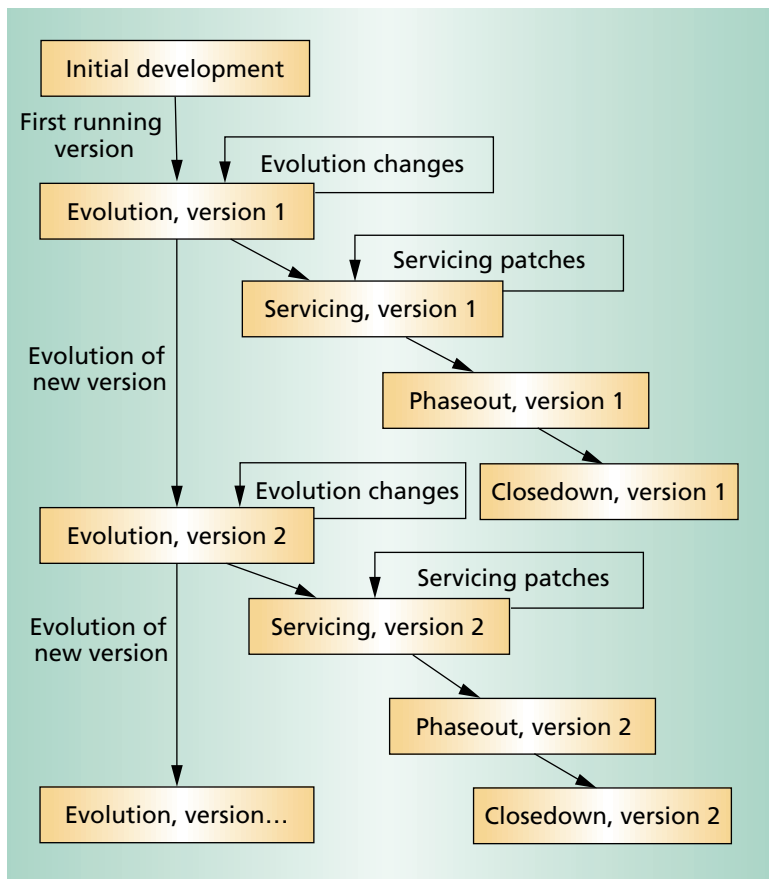 Initial development
First running
version
Evolution changes
Evolution, version 1
Servicing patches
Servicing, version 1
Evolution of
new version
Phaseout, version 1
Closedown, version 1
Evolution changes
Evolution, version 2
Servicing patches
Servicing, version 2
Evolution of
new version
Phaseout, version 2
Closedown, version 2
Evolution, version...